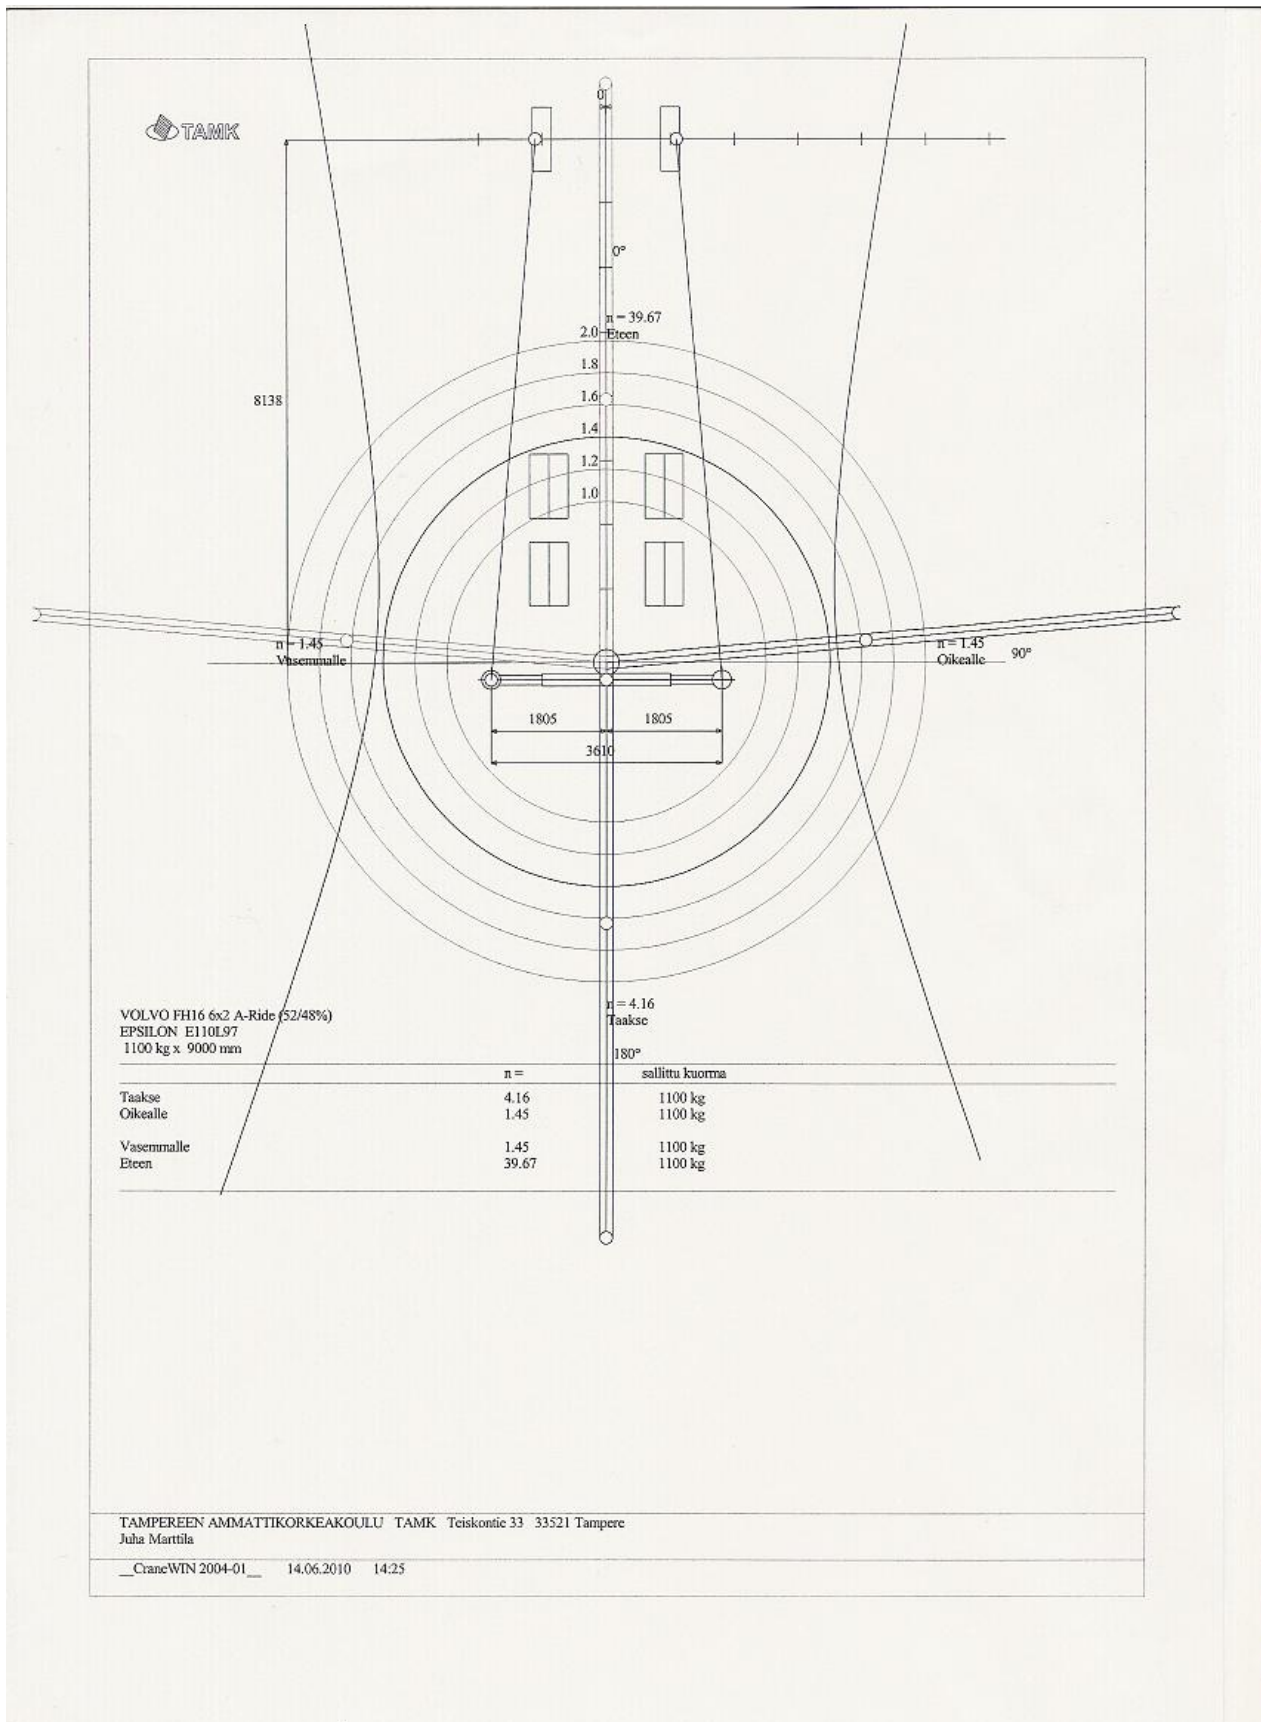 TAMK
0
0°
n = 39.67
2.0 Eteen
1.8
8138
1.6
1.4
1.2
1.0
n = 1.45
Vasemmalle
n = 1.45
Oikealle
90°
1805 1805
3610
n = 4.16
Taakse
180°
VOLVO FH16 6x2 A-Ride (52/48%)
EPSILON E110L97
1100 kg x 9000 mm
n = sallittu kuorma
Taakse 4.16 1100 kg
Oikealle 1.45 1100 kg
Vasemmalle 1.45 1100 kg
Eteen 39.67 1100 kg
TAMPEREEN AMMATTIKORKEAKOULU TAMK Teiskontie 33 33521 Tampere
Juha Marttila
__CraneWIN 2004-01__ 14.06.2010 14:25